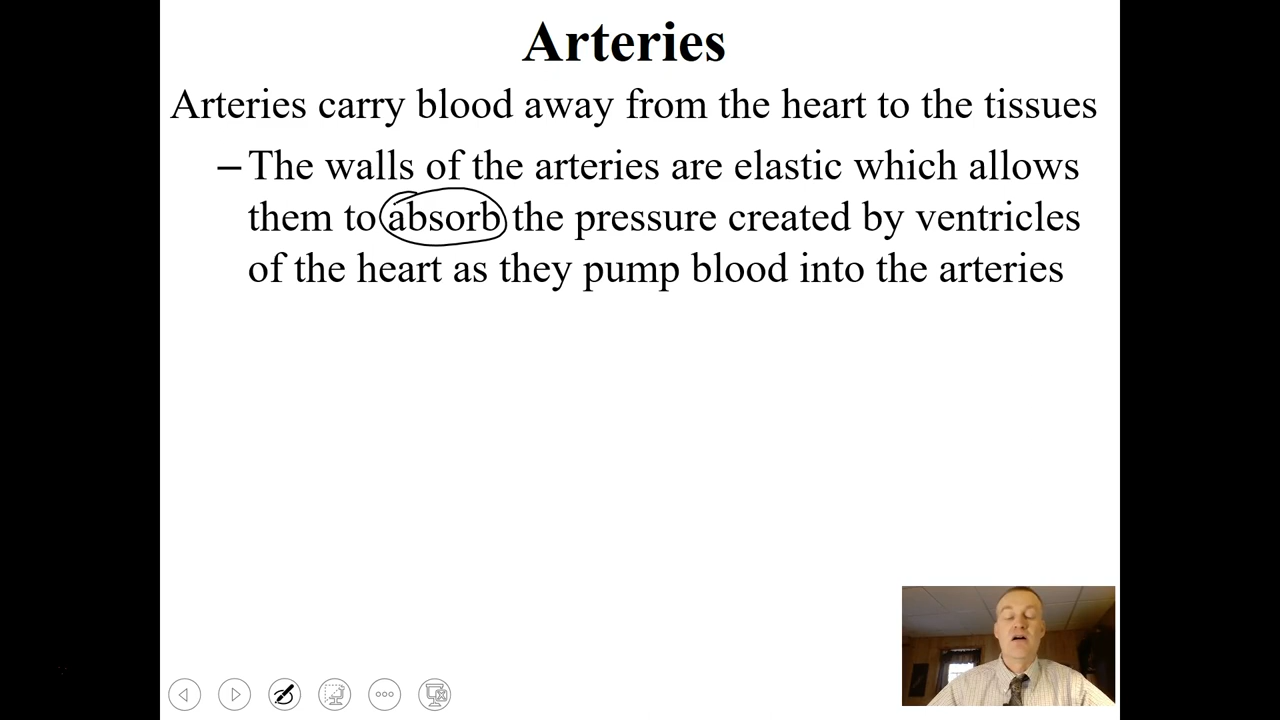 Arteries
Arteries carry blood away from the heart to the tissues
– The walls of the arteries are elastic which allows
them to absorb the pressure created by ventricles
of the heart as they pump blood into the arteries